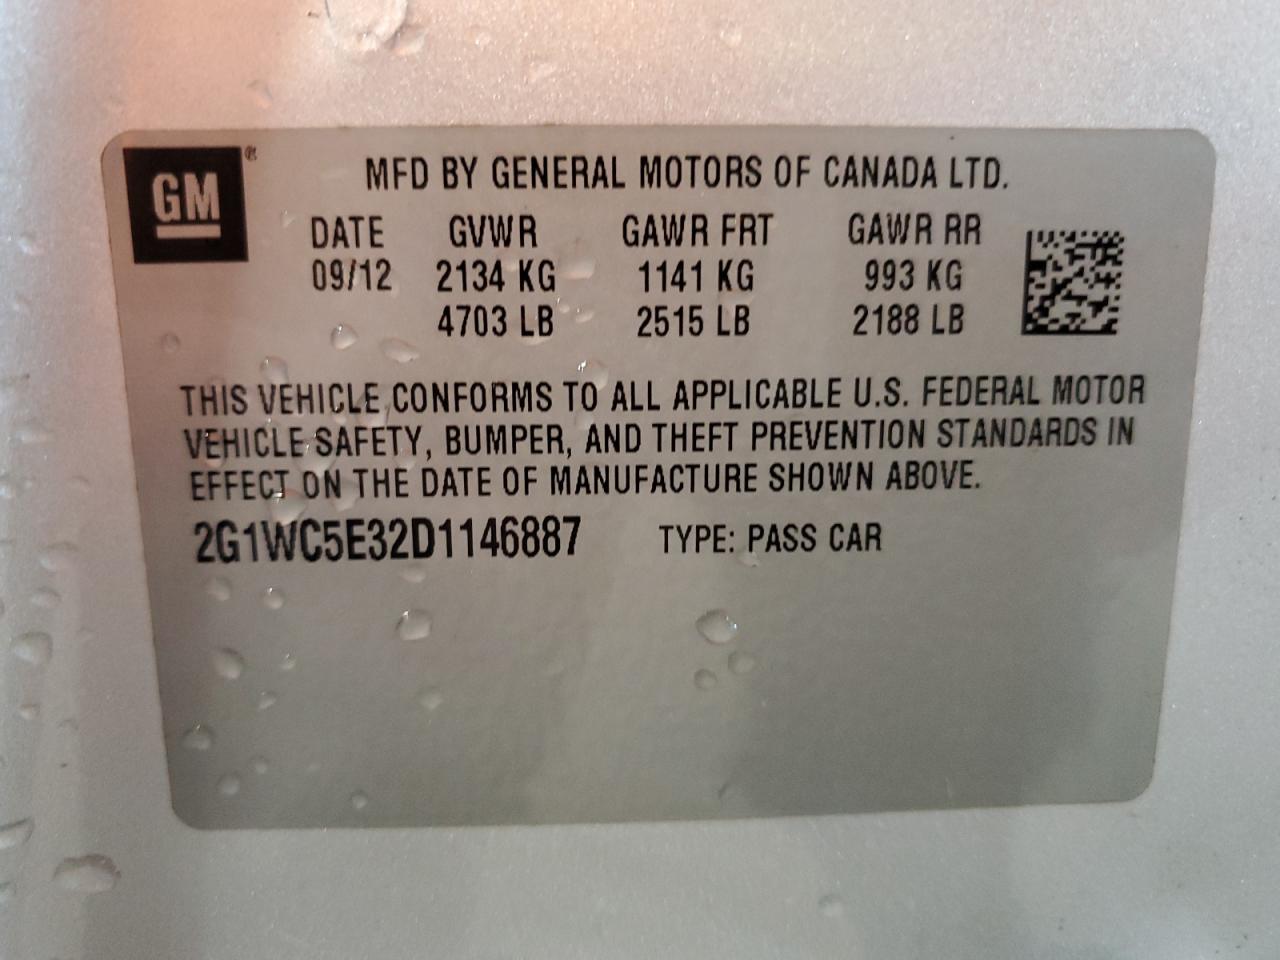 GM®
MFD BY GENERAL MOTORS OF CANADA LTD.
DATE GVWR GAWR FRT GAWR RR
09/12 2134 KG 1141 KG 993 KG
4703 LB 2515 LB 2188 LB
THIS VEHICLE CONFORMS TO ALL APPLICABLE U.S. FEDERAL MOTOR
VEHICLE SAFETY, BUMPER, AND THEFT PREVENTION STANDARDS IN
EFFECT ON THE DATE OF MANUFACTURE SHOWN ABOVE.
2G1WC5E32D1146887 TYPE: PASS CAR